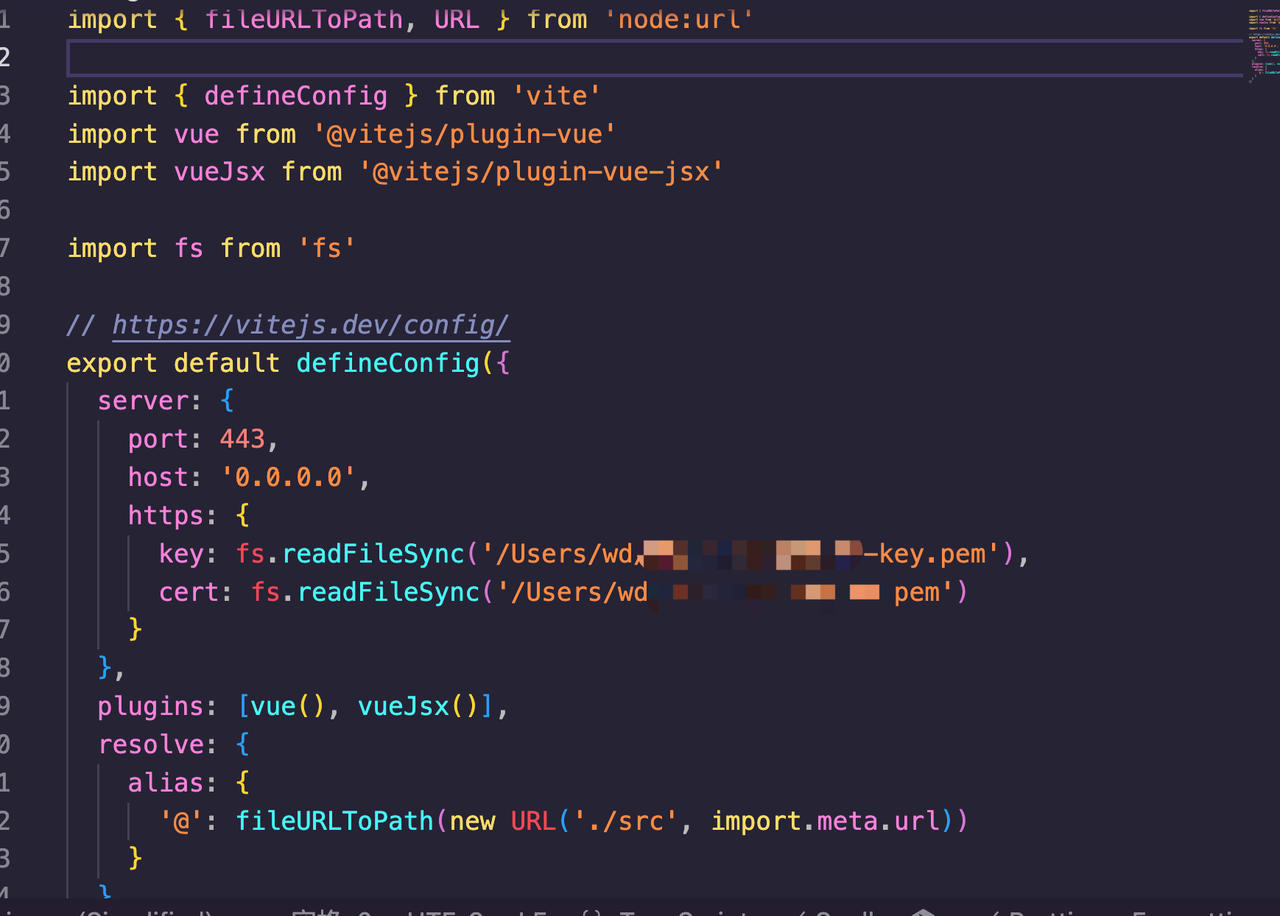 1 import { fileURLToPath, URL } from 'node:url'
2
3 import { defineConfig } from 'vite'
4 import vue from '@vitejs/plugin-vue'
5 import vueJsx from '@vitejs/plugin-vue-jsx'
6
7 import fs from 'fs'
8
9 // https://vitejs.dev/config/
0 export default defineConfig({
1 server: {
2 port: 443,
3 host: '0.0.0.0',
4 https: {
5 key: fs.readFileSync('/Users/wd -key.pem'),
6 cert: fs.readFileSync('/Users/wd pem')
7 }
8 },
9 plugins: [vue(), vueJsx()],
0 resolve: {
1 alias: {
2 '@': fileURLToPath(new URL('./src', import.meta.url))
3 }
4 }